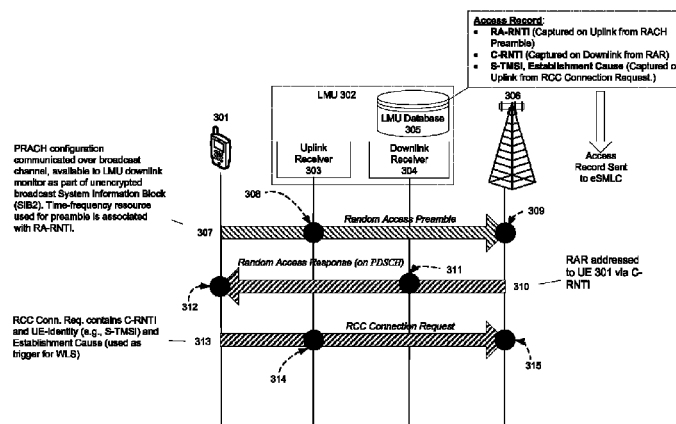 Access Record:
• RA-RNTI (Captured on Uplink from RACH
Preamble)
• C-RNTI (Captured on Downlink from RAR)
• S-TMSI, Establishment Cause (Captured o
Uplink from RCC Connection Request.)
301
LMU 302
LMU Database
305
306
Uplink
Receiver
303
Downlink
Receiver
304
Access
Record Sent
to eSMLC
PRACH configuration
communicated over broadcast
channel, available to LMU downlink
monitor as part of unencrypted
broadcast System Information Block
(SIB2). Time-frequency resource
used for preamble is associated
with RA-RNTI.
308
309
307
Random Access Preamble
Random Access Response (on PDSCH)
311
310
RAR addressed
to UE 301 via C-
RNTI
312
RCC Conn. Req. contains C-RNTI
and UE-Identity (e.g., S-TMSI) and
Establishment Cause (used as
trigger for WLS)
313
RCC Connection Request
314
315